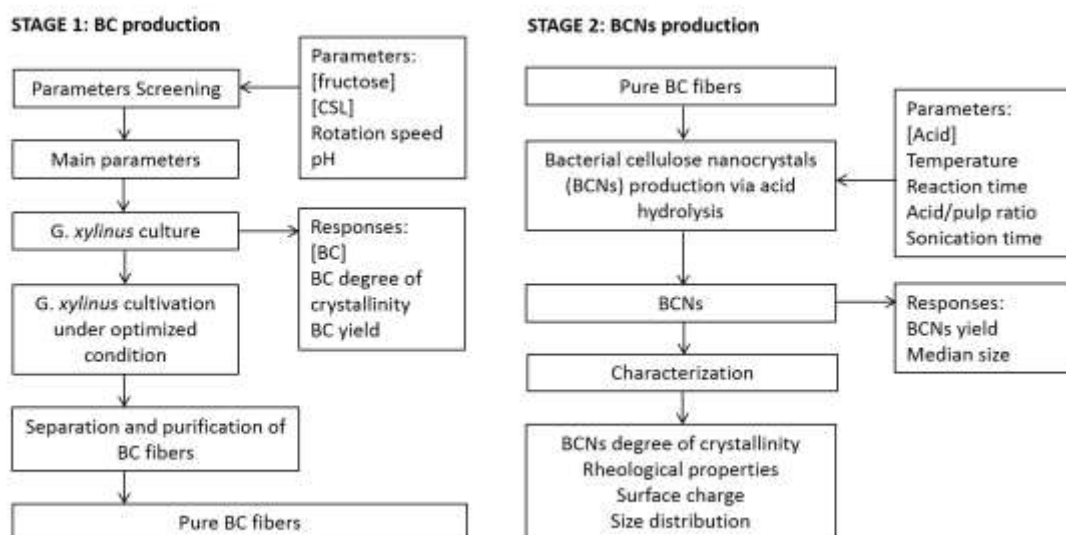 STAGE 1: BC production
Parameters Screening
Parameters:
[fructose]
[CSL]
Rotation speed
pH
Main parameters
G. xylinus culture
Responses:
[BC]
BC degree of
crystallinity
BC yield
G. xylinus cultivation
under optimized
condition
Separation and purification of
BC fibers
Pure BC fibers
STAGE 2: BCNs production
Pure BC fibers
Parameters:
[Acid]
Temperature
Reaction time
Acid/pulp ratio
Sonication time
Bacterial cellulose nanocrystals
(BCNs) production via acid
hydrolysis
BCNs
Responses:
BCNs yield
Median size
Characterization
BCNs degree of crystallinity
Rheological properties
Surface charge
Size distribution